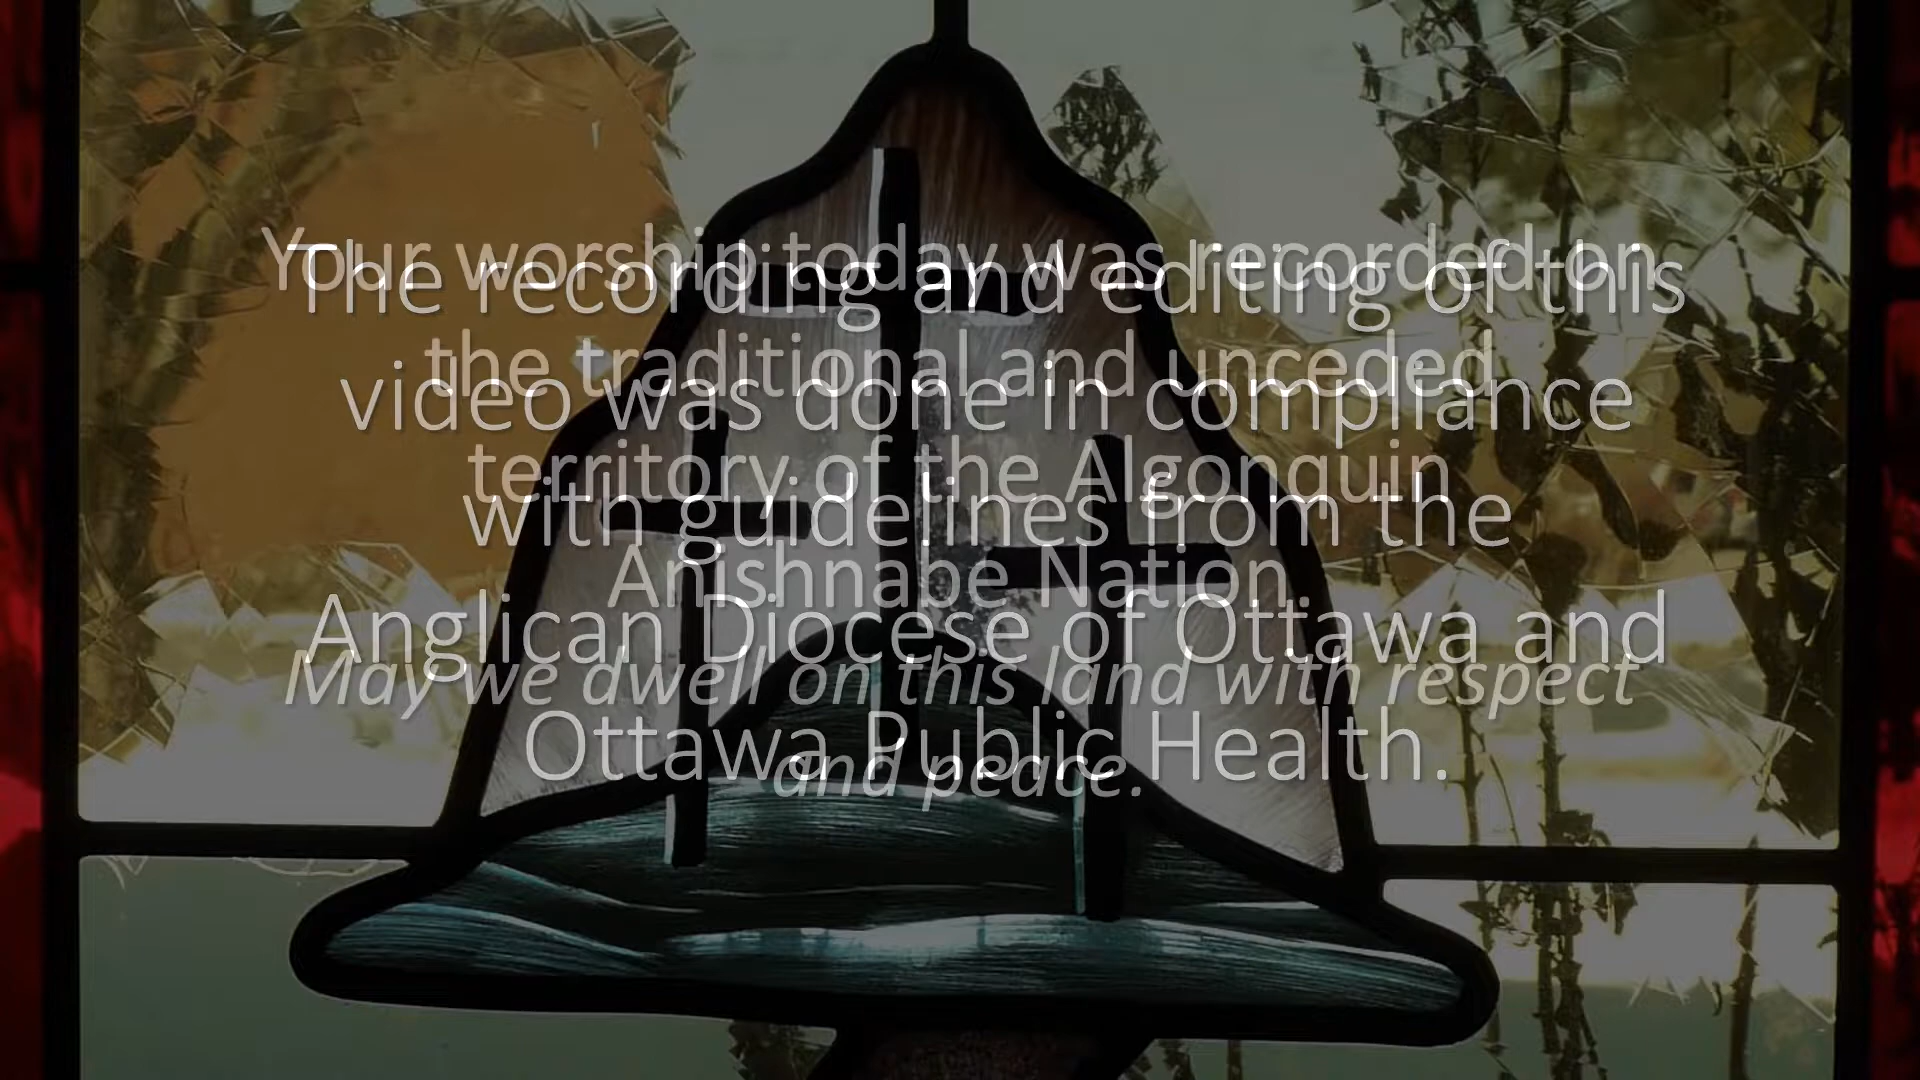 Your worship today was recorded on
the traditional and unceded
territory of the Algonquin
Anishnabe Nation.
May we dwell on this land with respect
and peace.
The recording and editing of this
video was done in compliance
with guidelines from the
Anglican Diocese of Ottawa and
Ottawa Public Health.